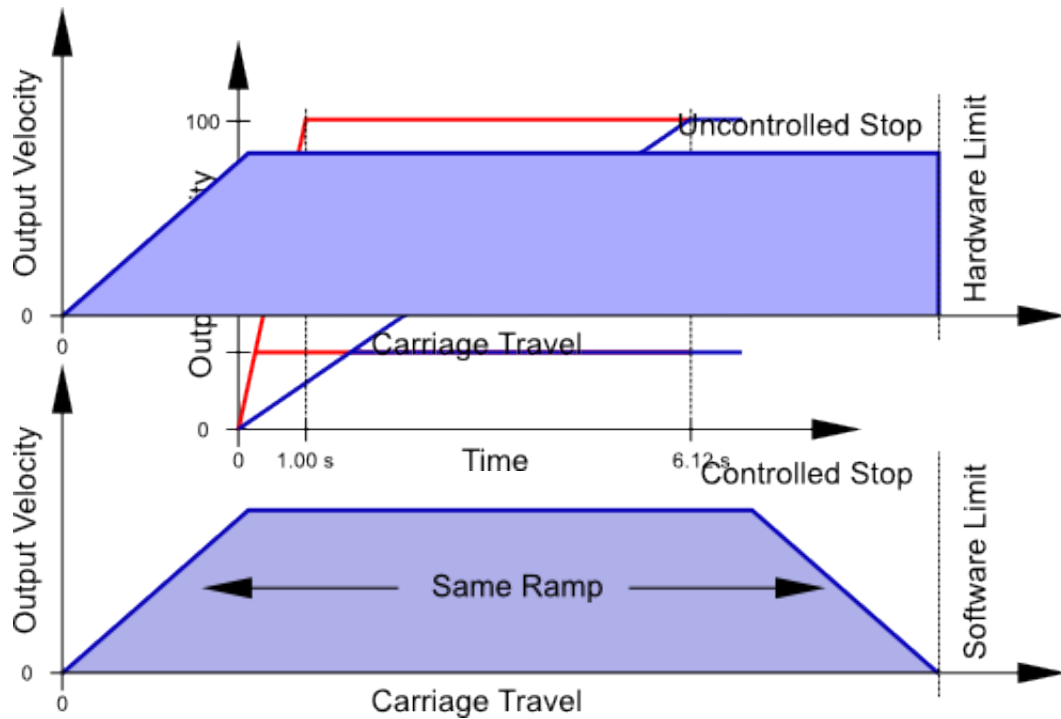 Output Velocity
100
Uncontrolled Stop
Hardware Limit
0
0
Carriage Travel
0
0
1.00 s
Time
6.12 s
Controlled Stop
Output Velocity
Same Ramp
Software Limit
0
0
Carriage Travel